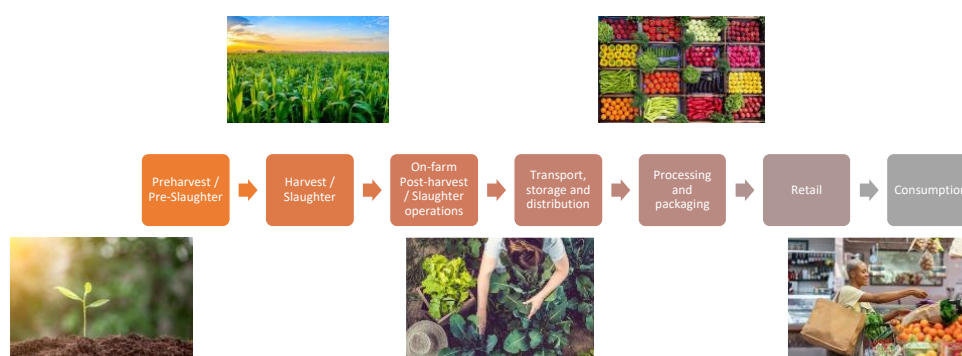 Preharvest /
Pre-Slaughter
Harvest /
Slaughter
On-farm
Post-harvest
/ Slaughter
operations
Transport,
storage and
distribution
Processing
and
packaging
Retail
Consumption